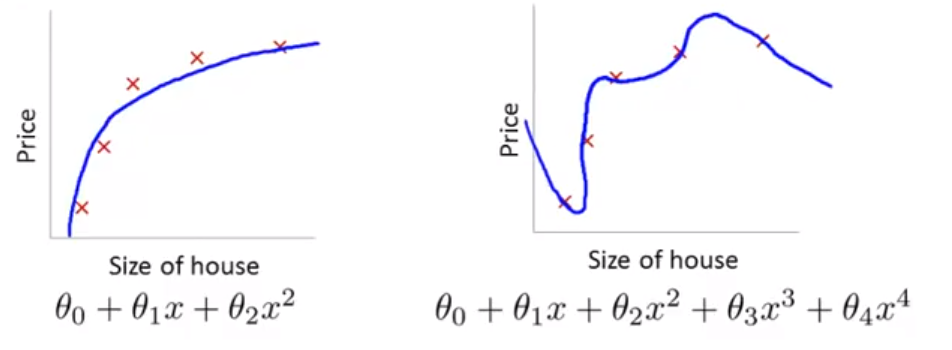 Price
Size of house
θ₀ + θ₁x + θ₂x²
Price
Size of house
θ₀ + θ₁x + θ₂x² + θ₃x³ + θ₄x⁴